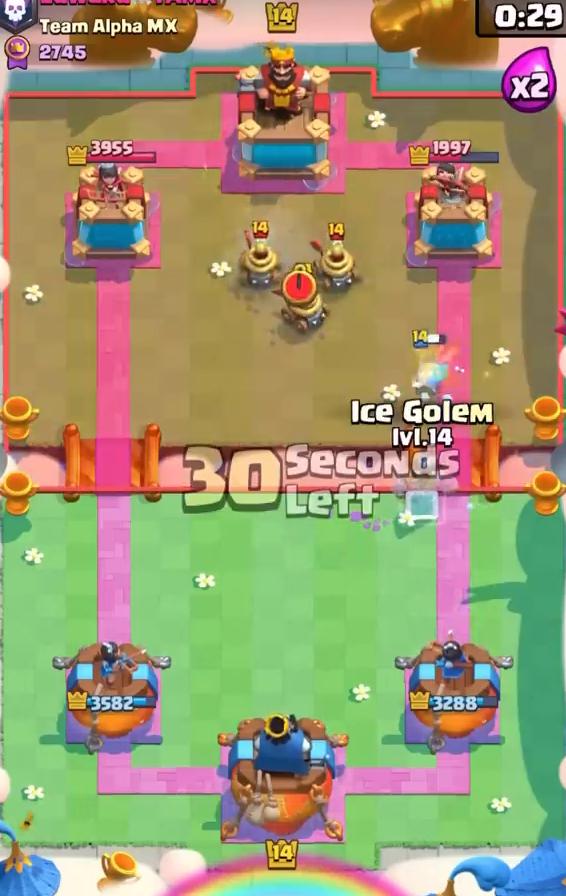 Team Alpha MX
2745
0:29
14
x2
3955
1997
14
14
14
Ice Golem
lvl.14
30 Seconds
Left
3582
3288
14